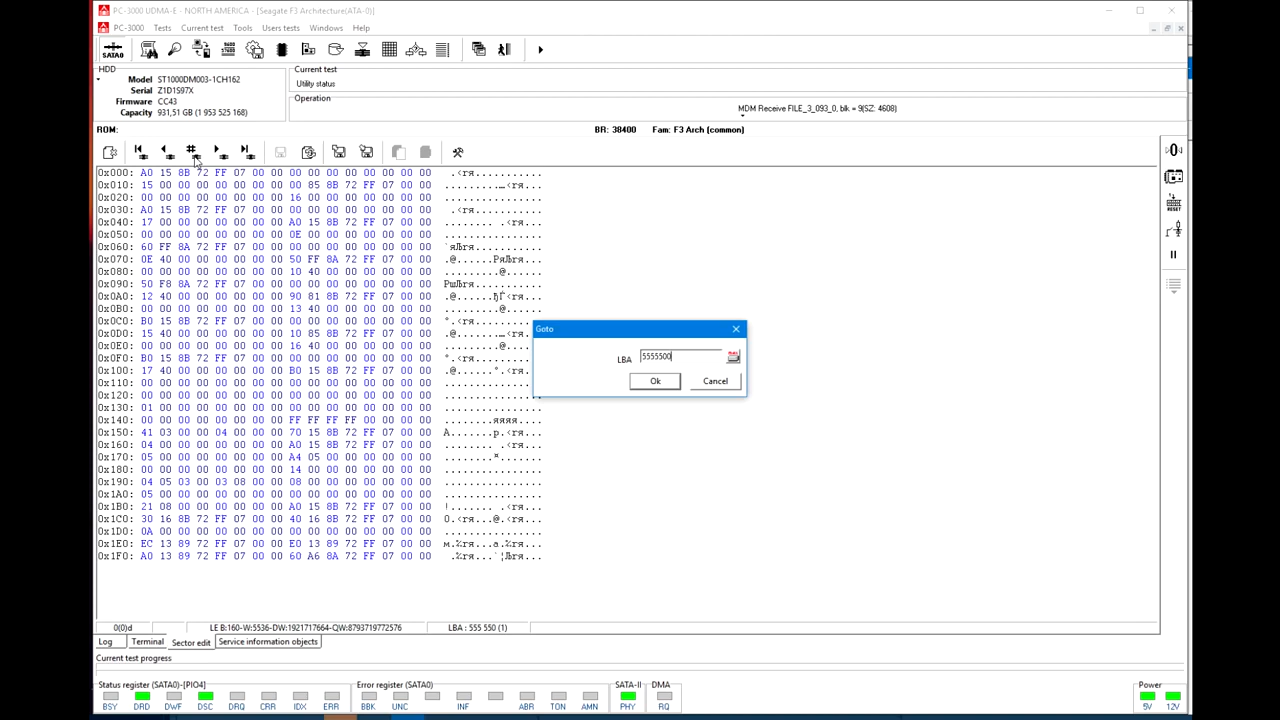 PC-3000 UDMA-E - NORTH AMERICA - [Seagate F3 Architecture(ATA-0)]
PC-3000 Tests Current test Tools Users tests Windows Help
SATA0
HDD
Model ST1000DM003-1CH162
Serial Z1D1S97X
Firmware CC43
Capacity 931,51 GB (1 953 525 168)
Current test
Utility status
Operation
MDM Receive FILE_3_093_0, blk = 9(SZ: 4608)
ROM: BR: 38400 Fam: F3 Arch (common)
0x000: A0 15 8B 72 FF 07 00 00 00 00 00 00 00 00 00 00 .‹rя...........
0x010: 15 00 00 00 00 00 00 00 00 85 8B 72 FF 07 00 00 .........…‹rя...
0x020: 00 00 00 00 00 00 00 00 16 00 00 00 00 00 00 00 ................
0x030: A0 15 8B 72 FF 07 00 00 00 00 00 00 00 00 00 00 .‹rя...........
0x040: 17 00 00 00 00 00 00 00 A0 15 8B 72 FF 07 00 00 ......... .‹rя...
0x050: 00 00 00 00 00 00 00 00 0E 00 00 00 00 00 00 00 ................
0x060: 60 FF 8A 72 FF 07 00 00 00 00 00 00 00 00 00 00 `яЉrя...........
0x070: 0E 40 00 00 00 00 00 00 50 FF 8A 72 FF 07 00 00 .@......PяЉrя...
0x080: 00 00 00 00 00 00 00 00 10 40 00 00 00 00 00 00 .........@......
0x090: 50 F8 8A 72 FF 07 00 00 00 00 00 00 00 00 00 00 PшЉrя...........
0x0A0: 12 40 00 00 00 00 00 00 90 81 8B 72 FF 07 00 00 .@......ђЃ‹rя...
0x0B0: 00 00 00 00 00 00 00 00 13 40 00 00 00 00 00 00 .........@......
0x0C0: B0 15 8B 72 FF 07 00 00 00 00 00 00 00 00 00 00 °.‹rя...........
0x0D0: 15 40 00 00 00 00 00 00 10 85 8B 72 FF 07 00 00 .@.......…‹rя...
0x0E0: 00 00 00 00 00 00 00 00 16 40 00 00 00 00 00 00 .........@......
0x0F0: B0 15 8B 72 FF 07 00 00 00 00 00 00 00 00 00 00 °.‹rя...........
0x100: 17 40 00 00 00 00 00 00 B0 15 8B 72 FF 07 00 00 .@......°.‹rя...
0x110: 00 00 00 00 00 00 00 00 00 00 00 00 00 00 00 00 ................
0x120: 00 00 00 00 00 00 00 00 00 00 00 00 00 00 00 00 ................
0x130: 01 00 00 00 00 00 00 00 00 00 00 00 00 00 00 00 ................
0x140: 00 00 00 00 00 00 00 00 FF FF FF FF 00 00 00 00 ........яяяя....
0x150: 41 03 00 00 04 00 00 00 70 15 8B 72 FF 07 00 00 A.......p.‹rя...
0x160: 04 00 00 00 00 00 00 00 A0 15 8B 72 FF 07 00 00 ........ .‹rя...
0x170: 05 00 00 00 00 00 00 00 A4 05 00 00 00 00 00 00 ........¤.......
0x180: 00 00 00 00 00 00 00 00 14 00 00 00 00 00 00 00 ................
0x190: 04 05 03 00 03 08 00 00 08 00 00 00 00 00 00 00 ................
0x1A0: 05 00 00 00 00 00 00 00 00 00 00 00 00 00 00 00 ................
0x1B0: 21 08 00 00 00 00 00 00 A0 15 8B 72 FF 07 00 00 !....... .‹rя...
0x1C0: 30 16 8B 72 FF 07 00 00 40 16 8B 72 FF 07 00 00 0.‹rя...@.‹rя...
0x1D0: 0A 00 00 00 00 00 00 00 00 00 00 00 00 00 00 00 ................
0x1E0: EC 13 89 72 FF 07 00 00 E0 13 89 72 FF 07 00 00 м.‰rя...а.‰rя...
0x1F0: A0 13 89 72 FF 07 00 00 60 A6 8A 72 FF 07 00 00 .‰rя...`¦Љrя...
Goto
LBA 5555500
Ok Cancel
0(0)d LE B:160-W:5536-DW:1921717664-QW:8793719772576 LBA : 555 550 (1)
Log Terminal Sector edit Service information objects
Current test progress
Status register (SATA0)-[PIO4] Error register (SATA0) SATA-II DMA Power
BSY DRD DWF DSC DRQ CRR IDX ERR BBK UNC INF ABR TON AMN PHY RQ 5V 12V